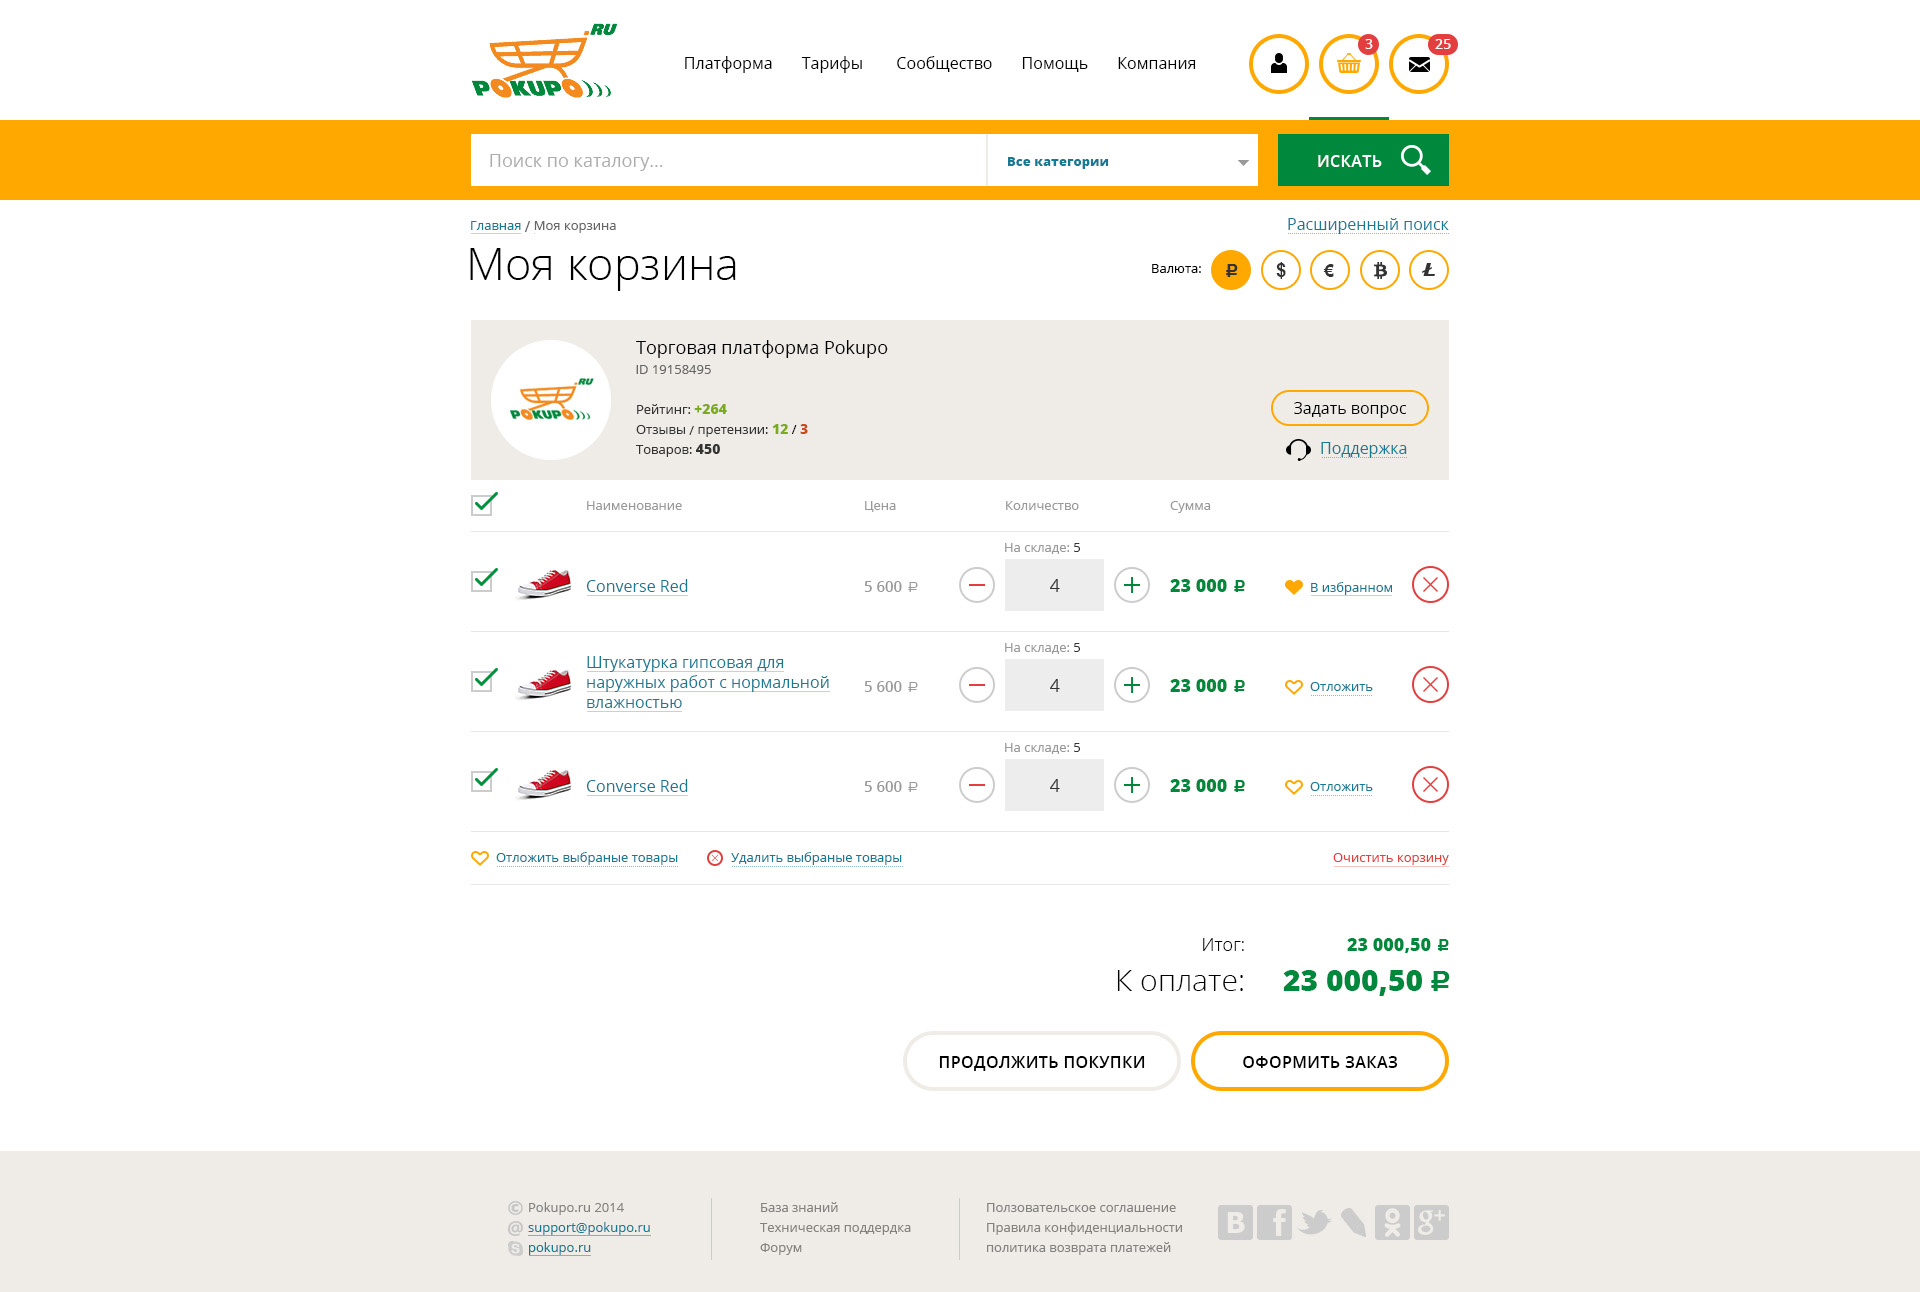 POKUPO.RU
Платформа Тарифы Сообщество Помощь Компания
3
25
Поиск по каталогу...
Все категории
ИСКАТЬ
Главная / Моя корзина
Расширенный поиск
Моя корзина
Валюта: ₽ $ € ₿ Ł
POKUPO.RU
Торговая платформа Pokupo
ID 19158495
Рейтинг: +264
Отзывы / претензии: 12 / 3
Товаров: 450
Задать вопрос
Поддержка
Наименование Цена Количество Сумма
На складе: 5
Converse Red 5 600 ₽ 4 23 000 ₽ В избранном
На складе: 5
Штукатурка гипсовая для
наружных работ с нормальной
влажностью
5 600 ₽ 4 23 000 ₽ Отложить
На складе: 5
Converse Red 5 600 ₽ 4 23 000 ₽ Отложить
Отложить выбраные товары Удалить выбраные товары Очистить корзину
Итог: 23 000,50 ₽
К оплате: 23 000,50 ₽
ПРОДОЛЖИТЬ ПОКУПКИ ОФОРМИТЬ ЗАКАЗ
© Pokupo.ru 2014
@ support@pokupo.ru
pokupo.ru
База знаний
Техническая поддердка
Форум
Ползовательское соглашение
Правила конфиденциальности
политика возврата платежей